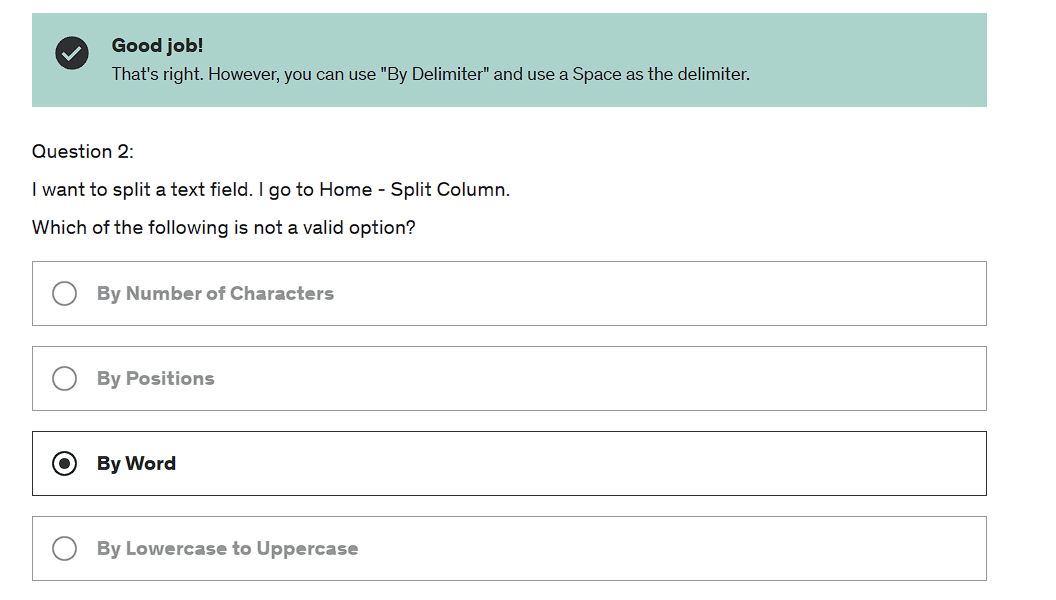 Good job!
That's right. However, you can use "By Delimiter" and use a Space as the delimiter.
Question 2:
I want to split a text field. I go to Home - Split Column.
Which of the following is not a valid option?
By Number of Characters
By Positions
By Word
By Lowercase to Uppercase